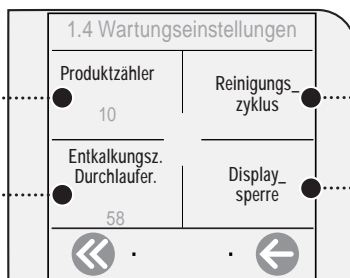 1.4 Wartungseinstellungen
Produktzähler
10
Reinigungs_
zyklus
Entkalkungsz.
Durchlaufer.
58
Display_
sperre